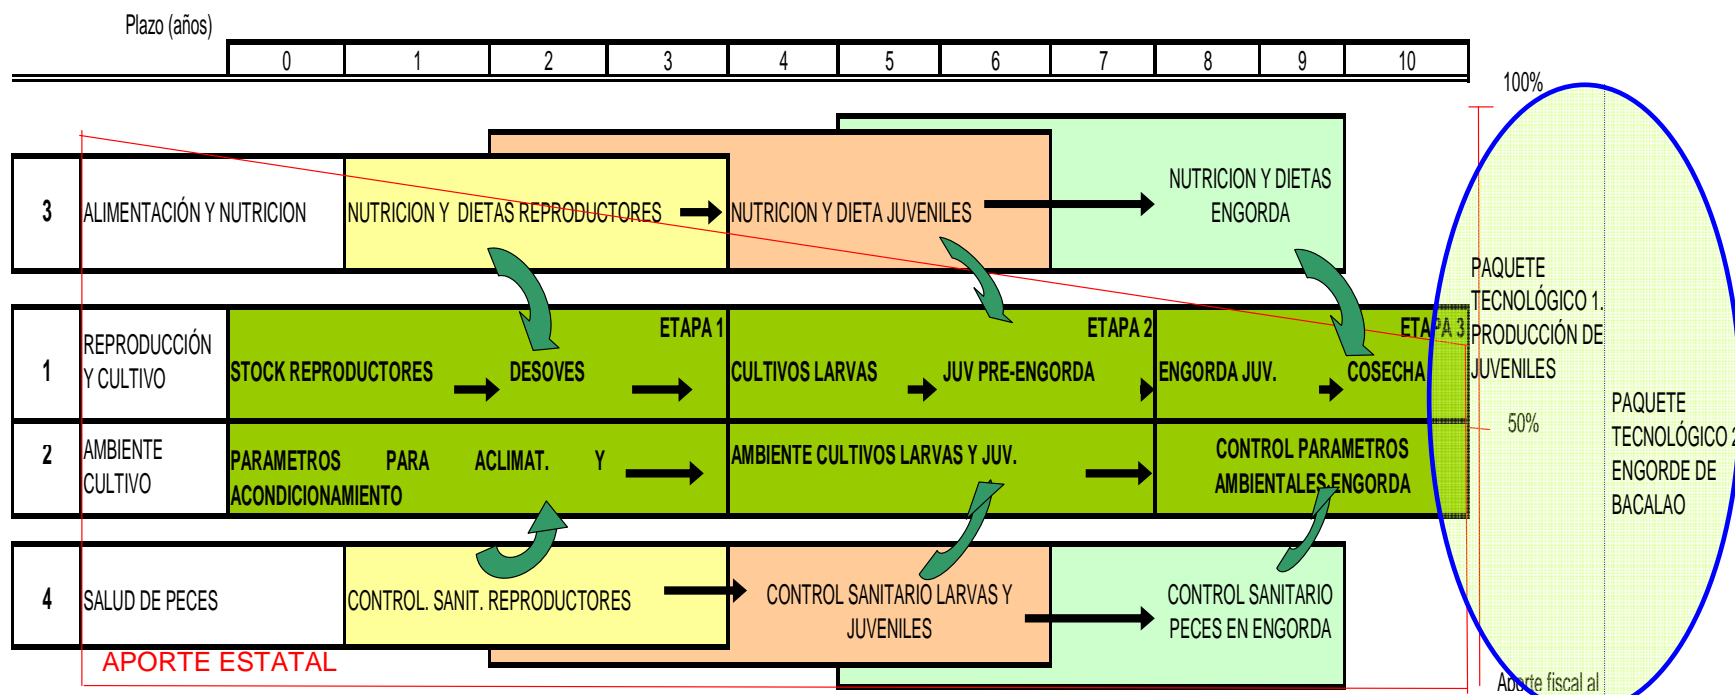 Plazo (años)
0 1 2 3 4 5 6 7 8 9 10
100%
3 ALIMENTACIÓN Y NUTRICION
NUTRICION Y DIETAS REPRODUCTORES
NUTRICION Y DIETA JUVENILES
NUTRICION Y DIETAS
ENGORDA
1 REPRODUCCIÓN
Y CULTIVO
ETAPA 1
STOCK REPRODUCTORES
DESOVES
ETAPA 2
CULTIVOS LARVAS
JUV PRE-ENGORDA
ETAPA 3
ENGORDA JUV.
COSECHA
PAQUETE
TECNOLÓGICO 1.
PRODUCCIÓN DE
JUVENILES
50%
PAQUETE
TECNOLÓGICO 2
ENGORDE DE
BACALAO
2 AMBIENTE
CULTIVO
PARAMETROS PARA ACLIMAT. Y
ACONDICIONAMIENTO
AMBIENTE CULTIVOS LARVAS Y JUV.
CONTROL PARAMETROS
AMBIENTALES ENGORDA
4 SALUD DE PECES
CONTROL. SANIT. REPRODUCTORES
CONTROL SANITARIO LARVAS Y
JUVENILES
CONTROL SANITARIO
PECES EN ENGORDA
APORTE ESTATAL
Aporte fiscal al